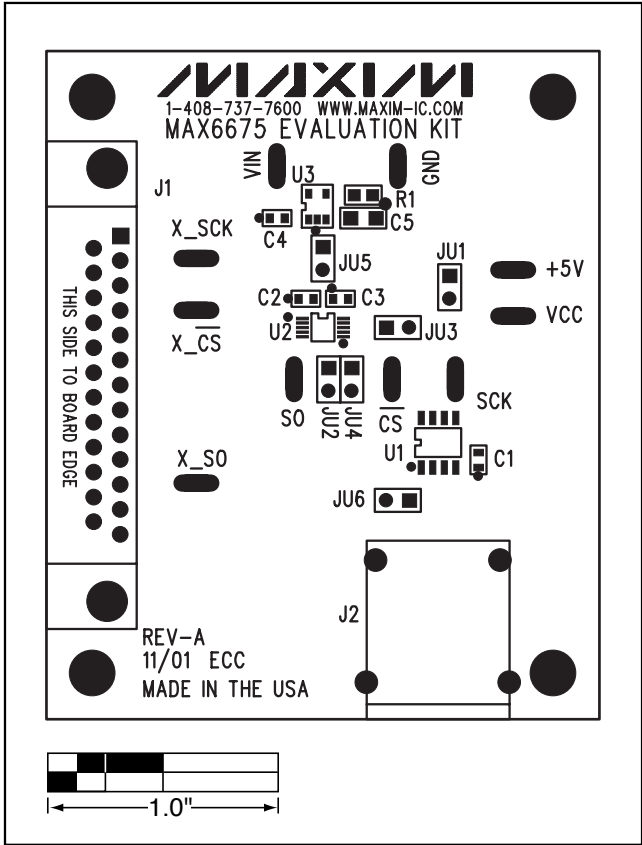 MAXIM
1-408-737-7600 WWW.MAXIM-IC.COM
MAX6675 EVALUATION KIT
VIN
U3
GND
J1
R1
C5
X_SCK
C4
JU5
JU1
+5V
C2
C3
VCC
THIS SIDE TO BOARD EDGE
X_C̅S̅
U2
JU3
SO
JU2
JU4
C̅S̅
SCK
X_SO
U1
C1
JU6
J2
REV-A
11/01 ECC
MADE IN THE USA
1.0"